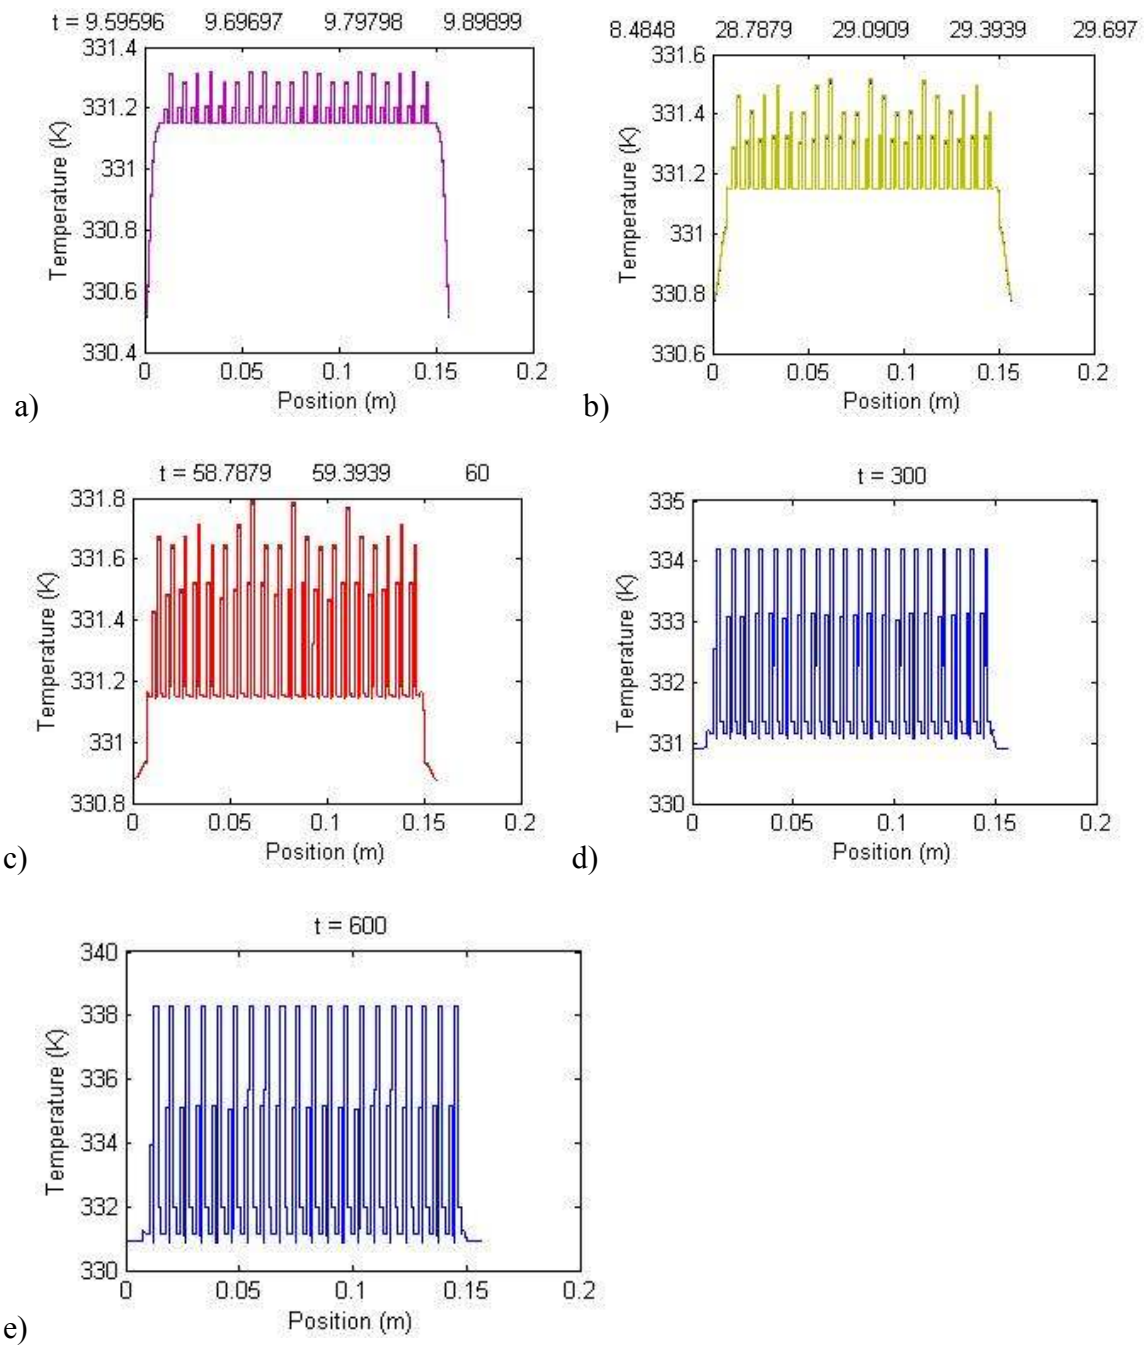 t = 9.59596 9.69697 9.79798 9.89899
331.4
331.2
331
330.8
330.6
330.4
Temperature (K)
0 0.05 0.1 0.15 0.2
Position (m)
a)
8.4848 28.7879 29.0909 29.3939 29.697
331.6
331.4
331.2
331
330.8
330.6
Temperature (K)
0 0.05 0.1 0.15 0.2
Position (m)
b)
t = 58.7879 59.3939 60
331.8
331.6
331.4
331.2
331
330.8
Temperature (K)
0 0.05 0.1 0.15 0.2
Position (m)
c)
t = 300
335
334
333
332
331
330
Temperature (K)
0 0.05 0.1 0.15 0.2
Position (m)
d)
t = 600
340
338
336
334
332
330
Temperature (K)
0 0.05 0.1 0.15 0.2
Position (m)
e)